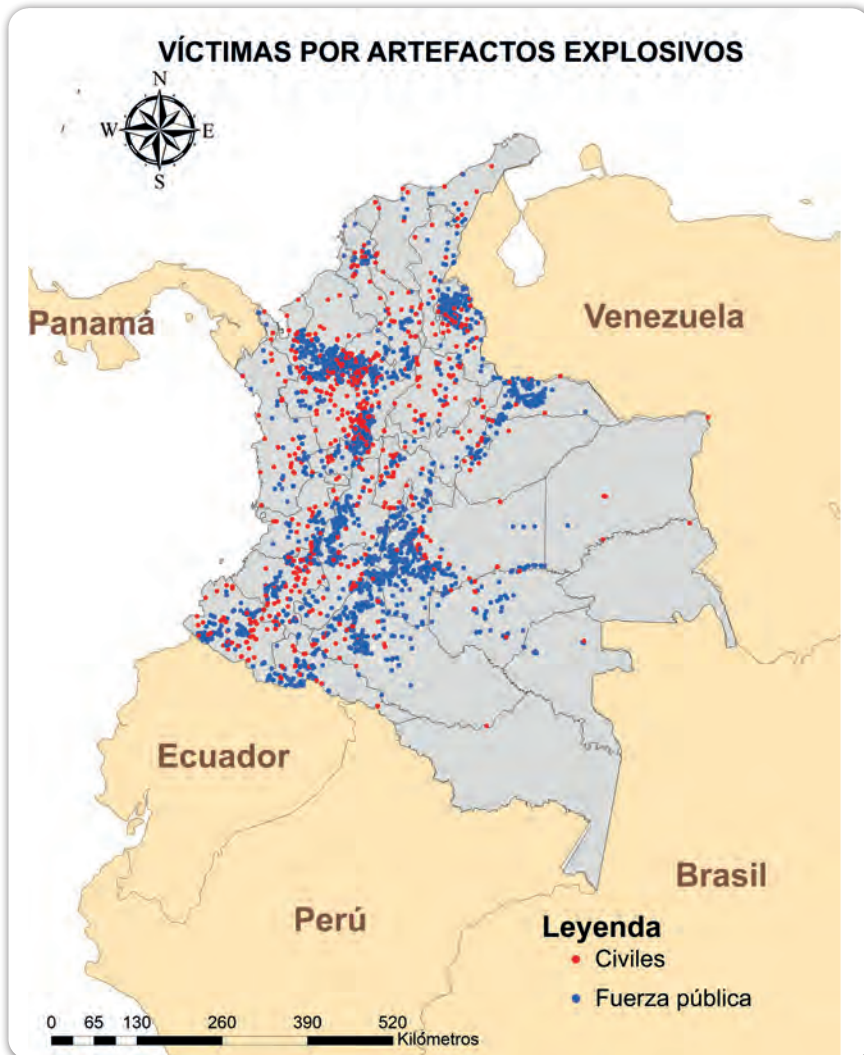 VÍCTIMAS POR ARTEFACTOS EXPLOSIVOS
N
W E
S
Panamá
Venezuela
Ecuador
Perú
Brasil
Leyenda
Civiles
Fuerza pública
0 65 130 260 390 520
Kilómetros